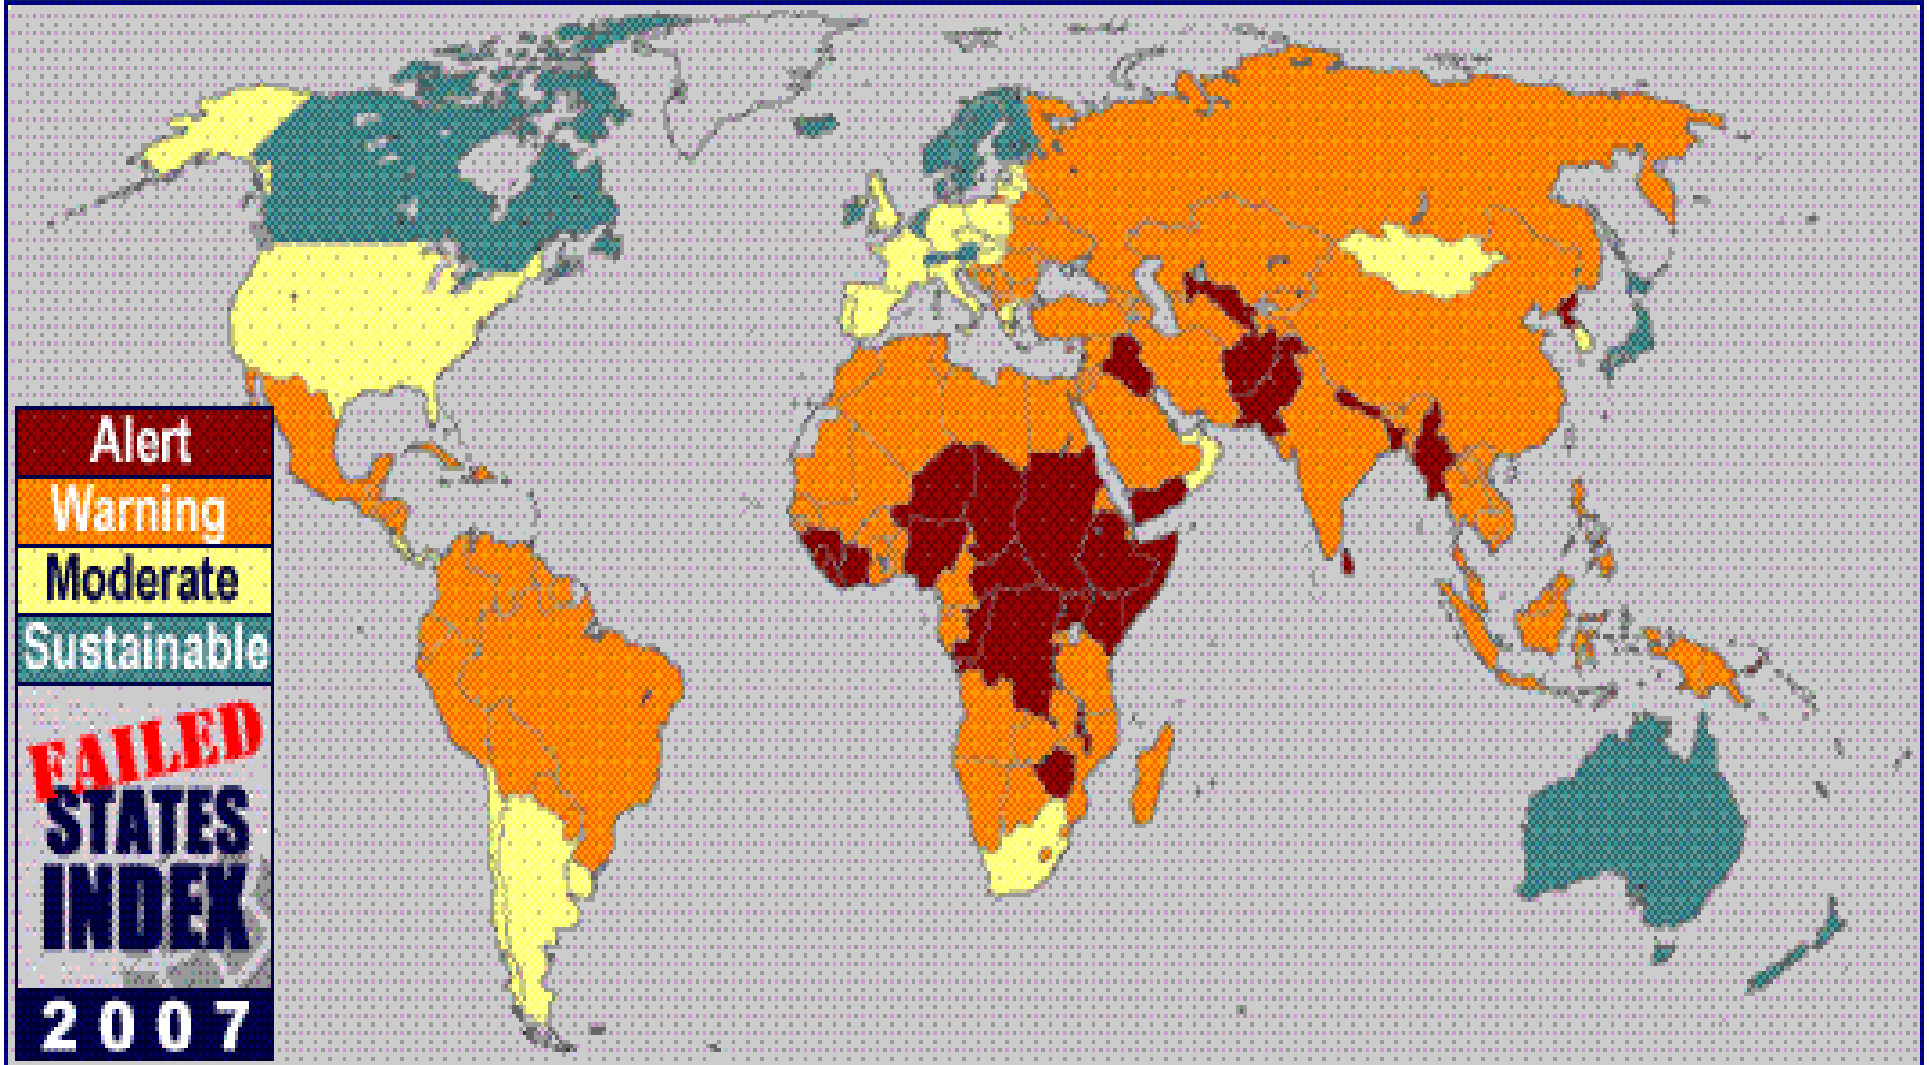 Alert
Warning
Moderate
Sustainable
FAILED
STATES
INDEX
2007